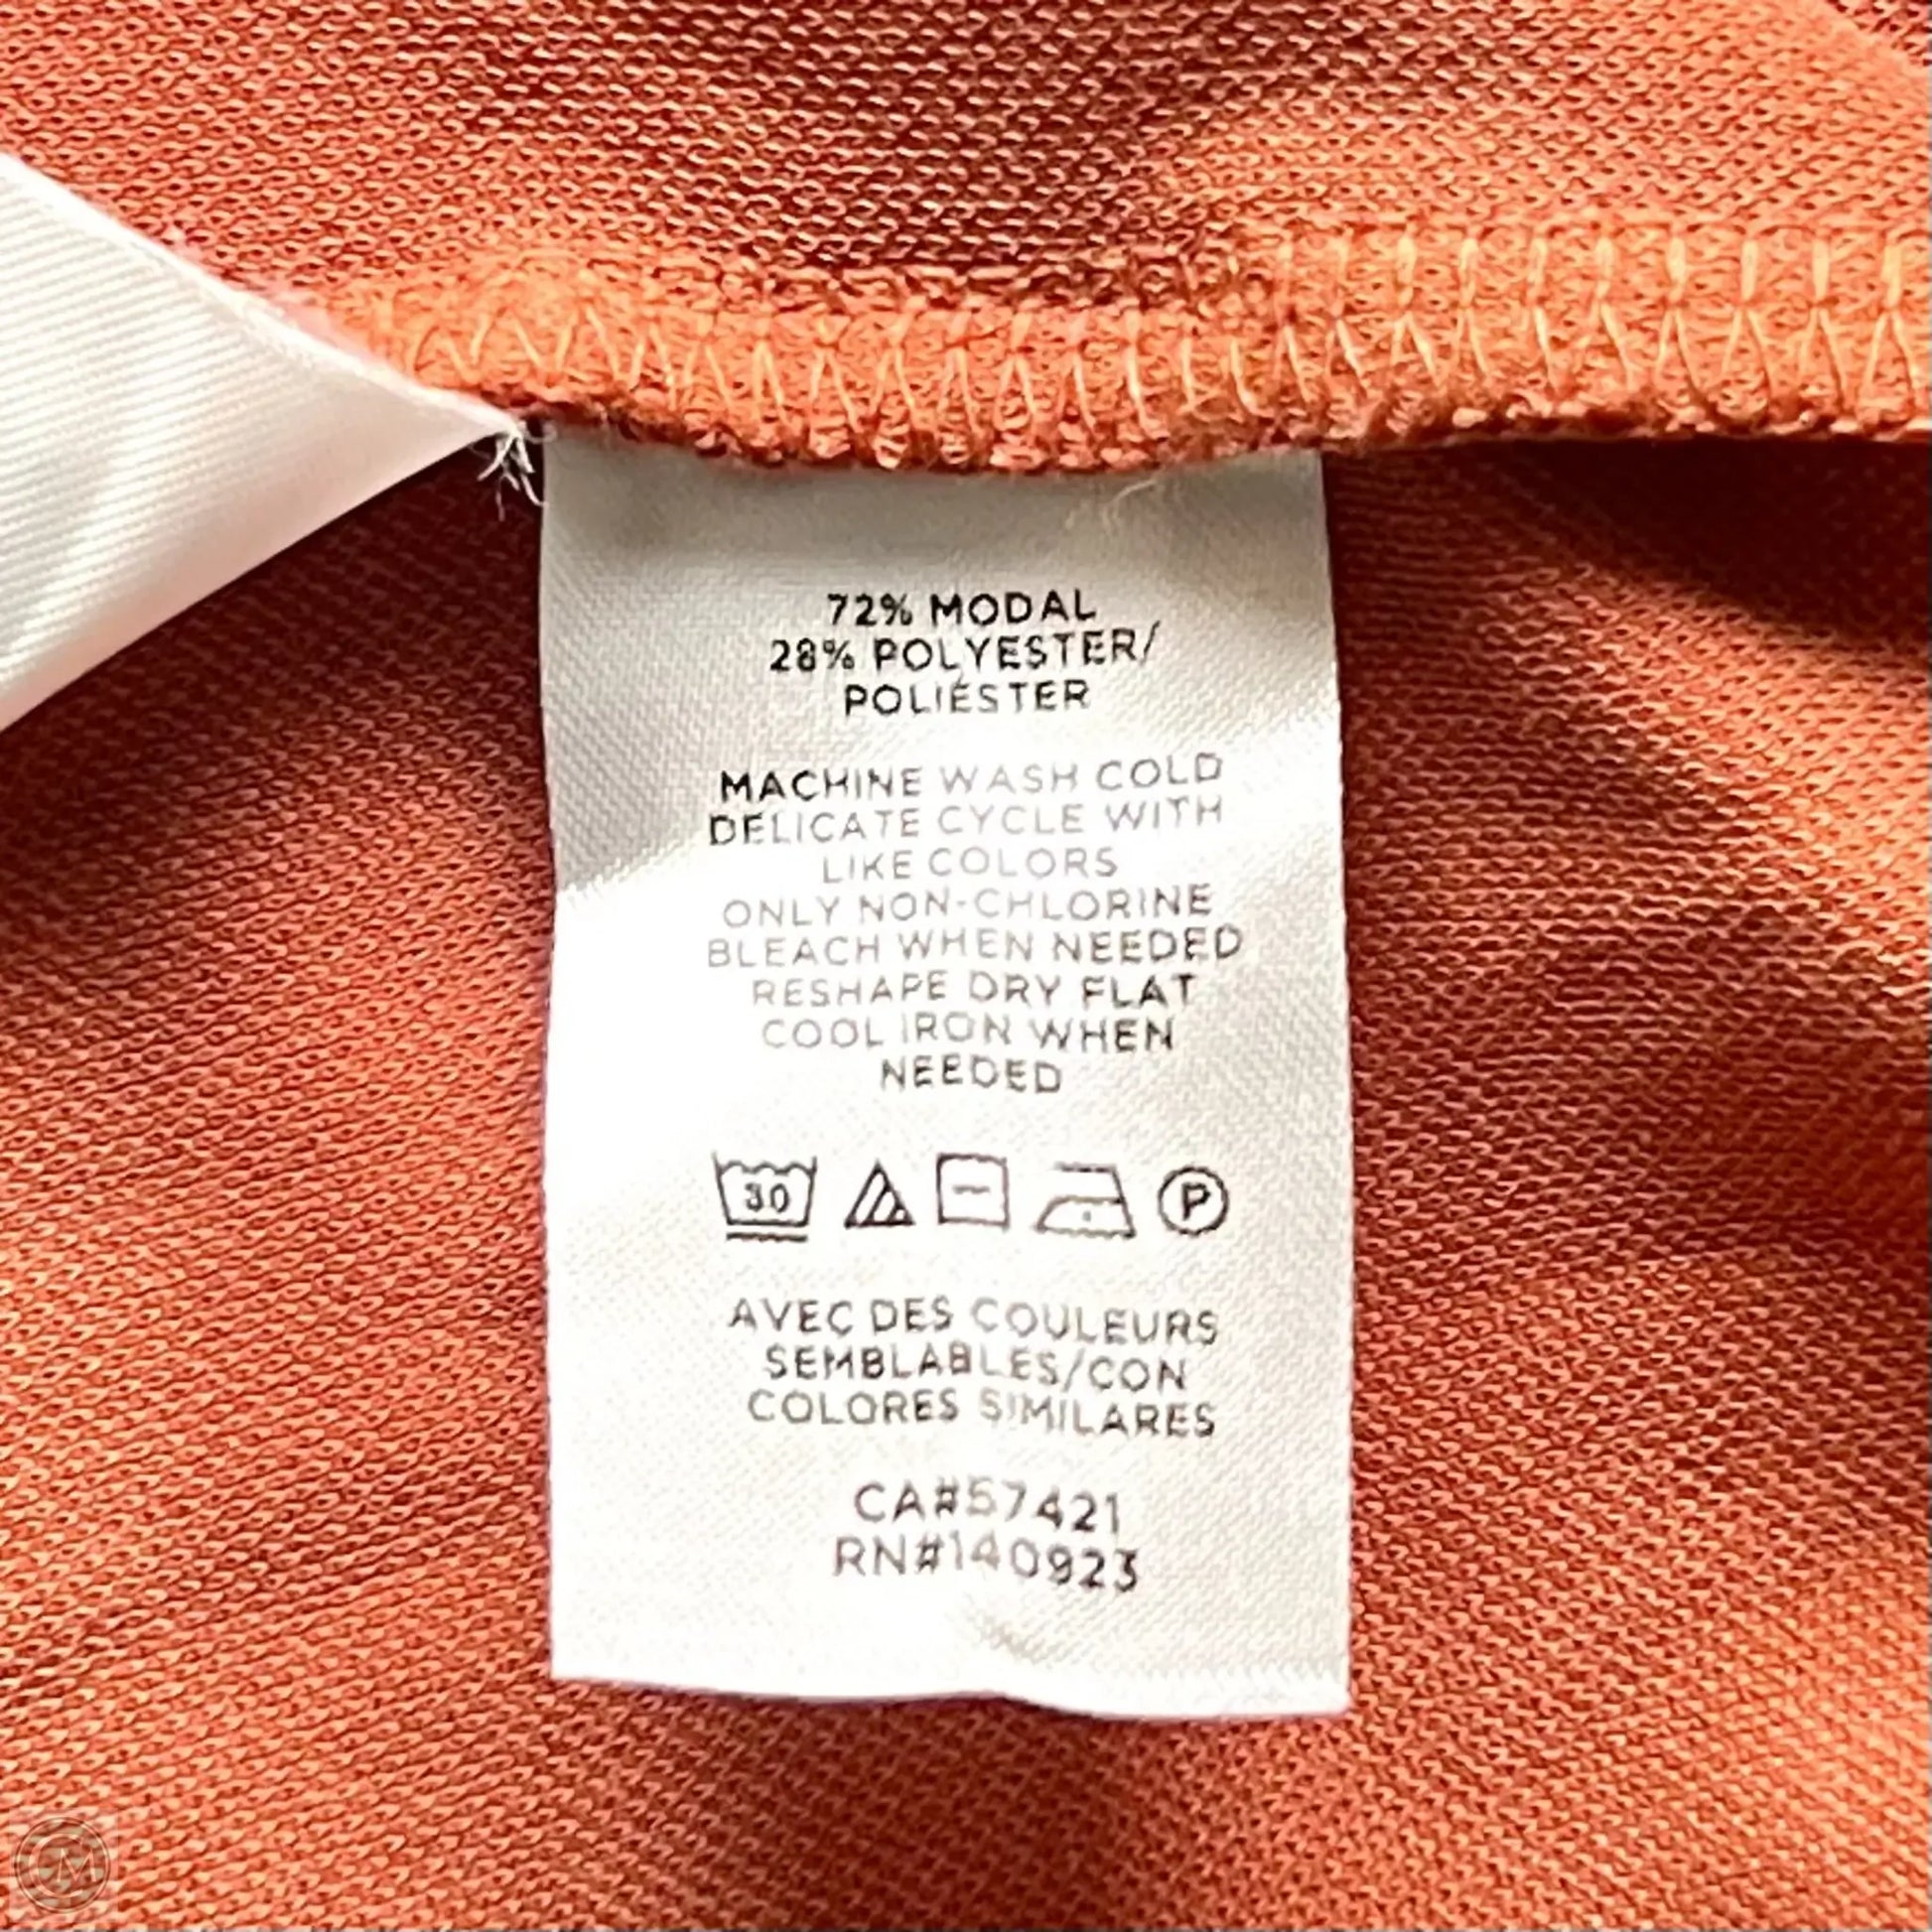 72% MODAL
28% POLYESTER/
POLIÉSTER
MACHINE WASH COLD
DELICATE CYCLE WITH
LIKE COLORS
ONLY NON-CHLORINE
BLEACH WHEN NEEDED
RESHAPE DRY FLAT
COOL IRON WHEN
NEEDED
30 P
AVEC DES COULEURS
SEMBLABLES/CON
COLORES SIMILARES
CA#57421
RN#140923